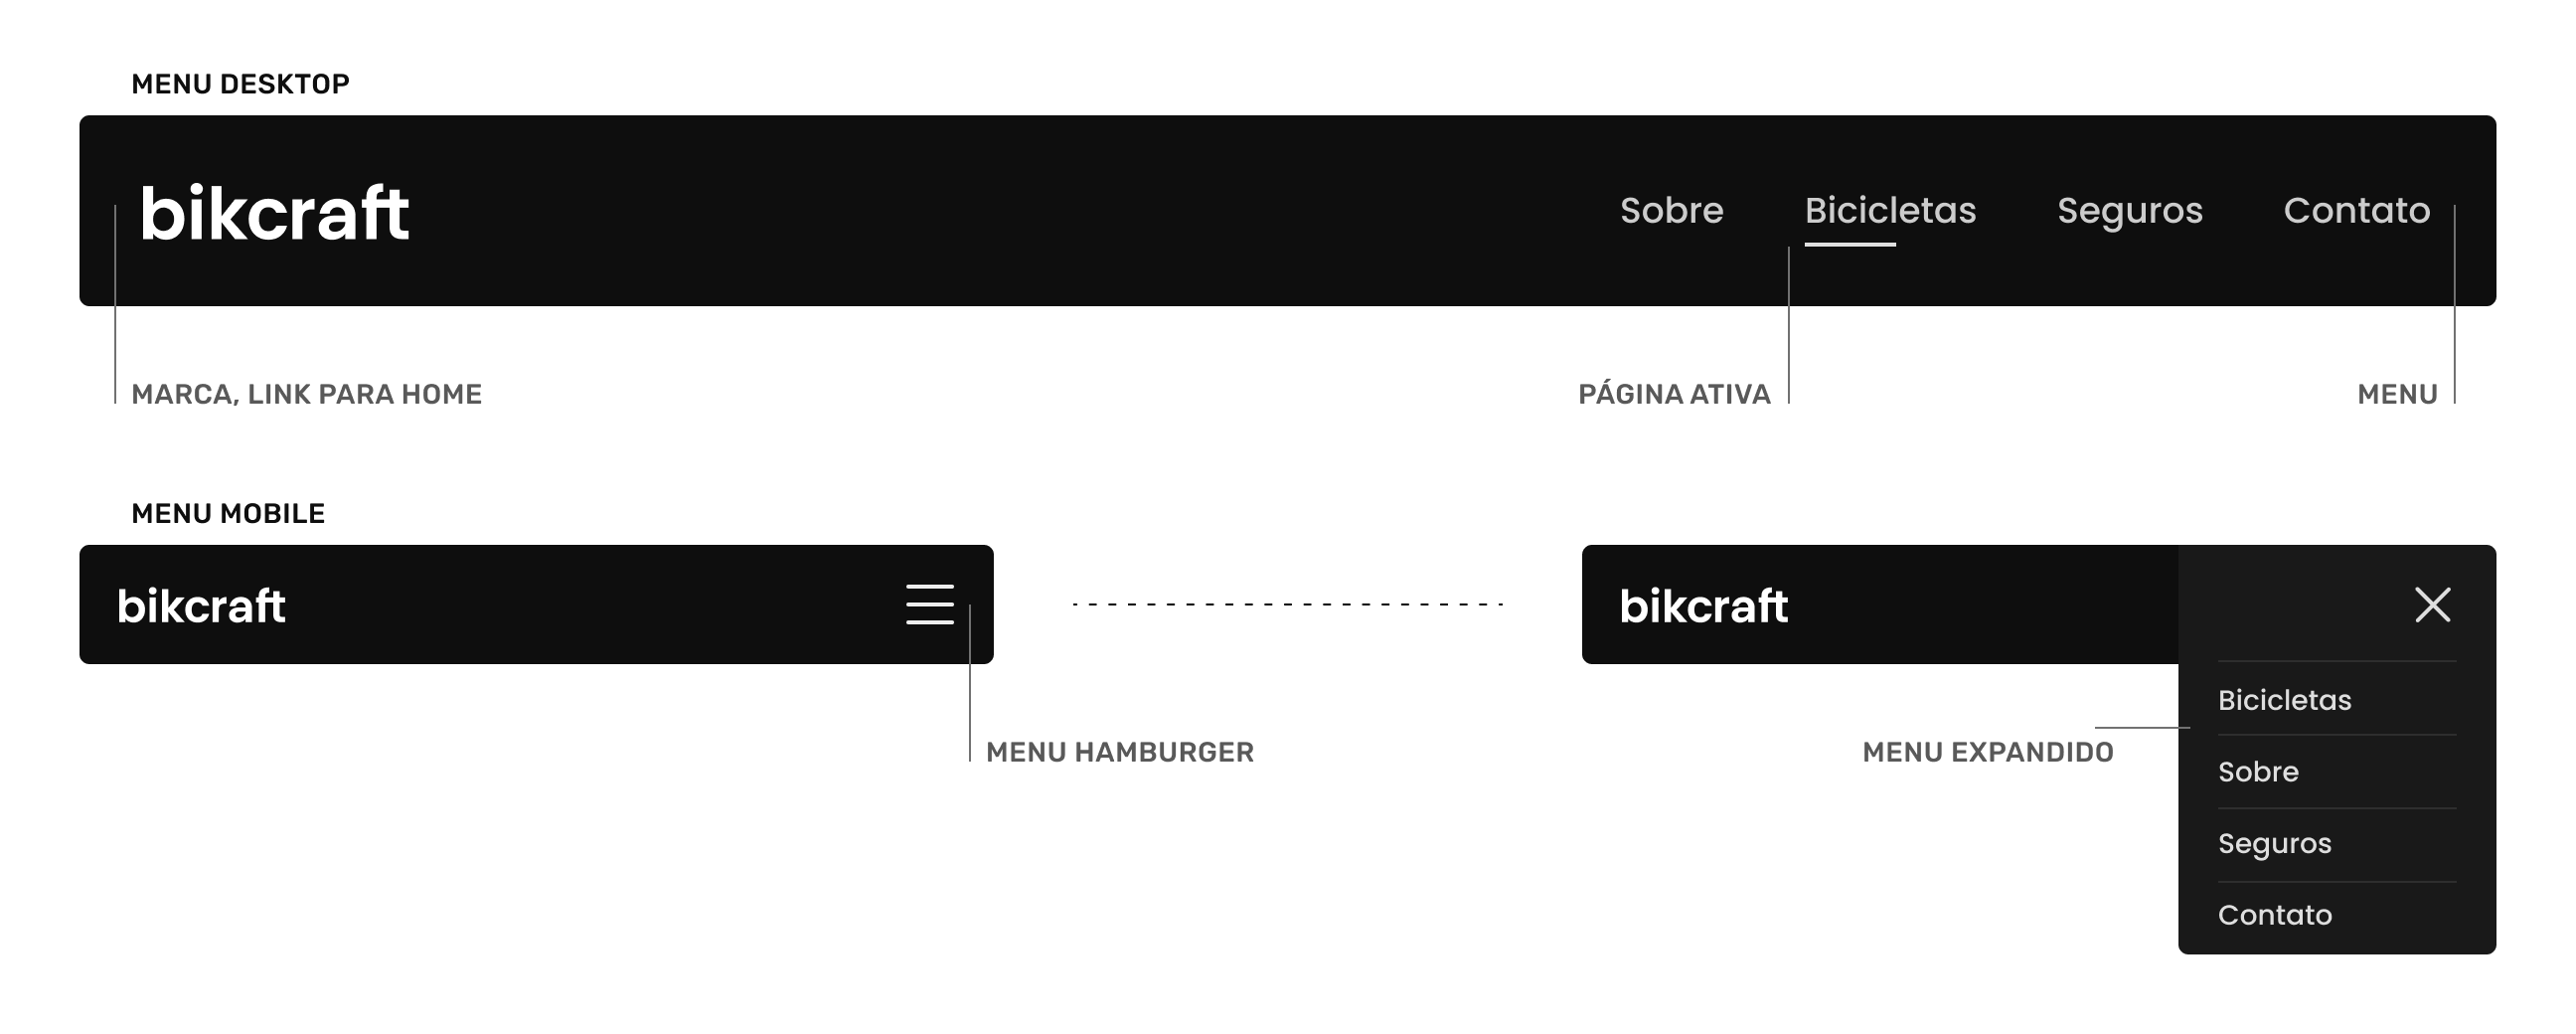 MENU DESKTOP
bikcraft
Sobre Bicicletas Seguros Contato
MARCA, LINK PARA HOME
PÁGINA ATIVA
MENU
MENU MOBILE
bikcraft
MENU HAMBURGER
bikcraft
MENU EXPANDIDO
Bicicletas
Sobre
Seguros
Contato